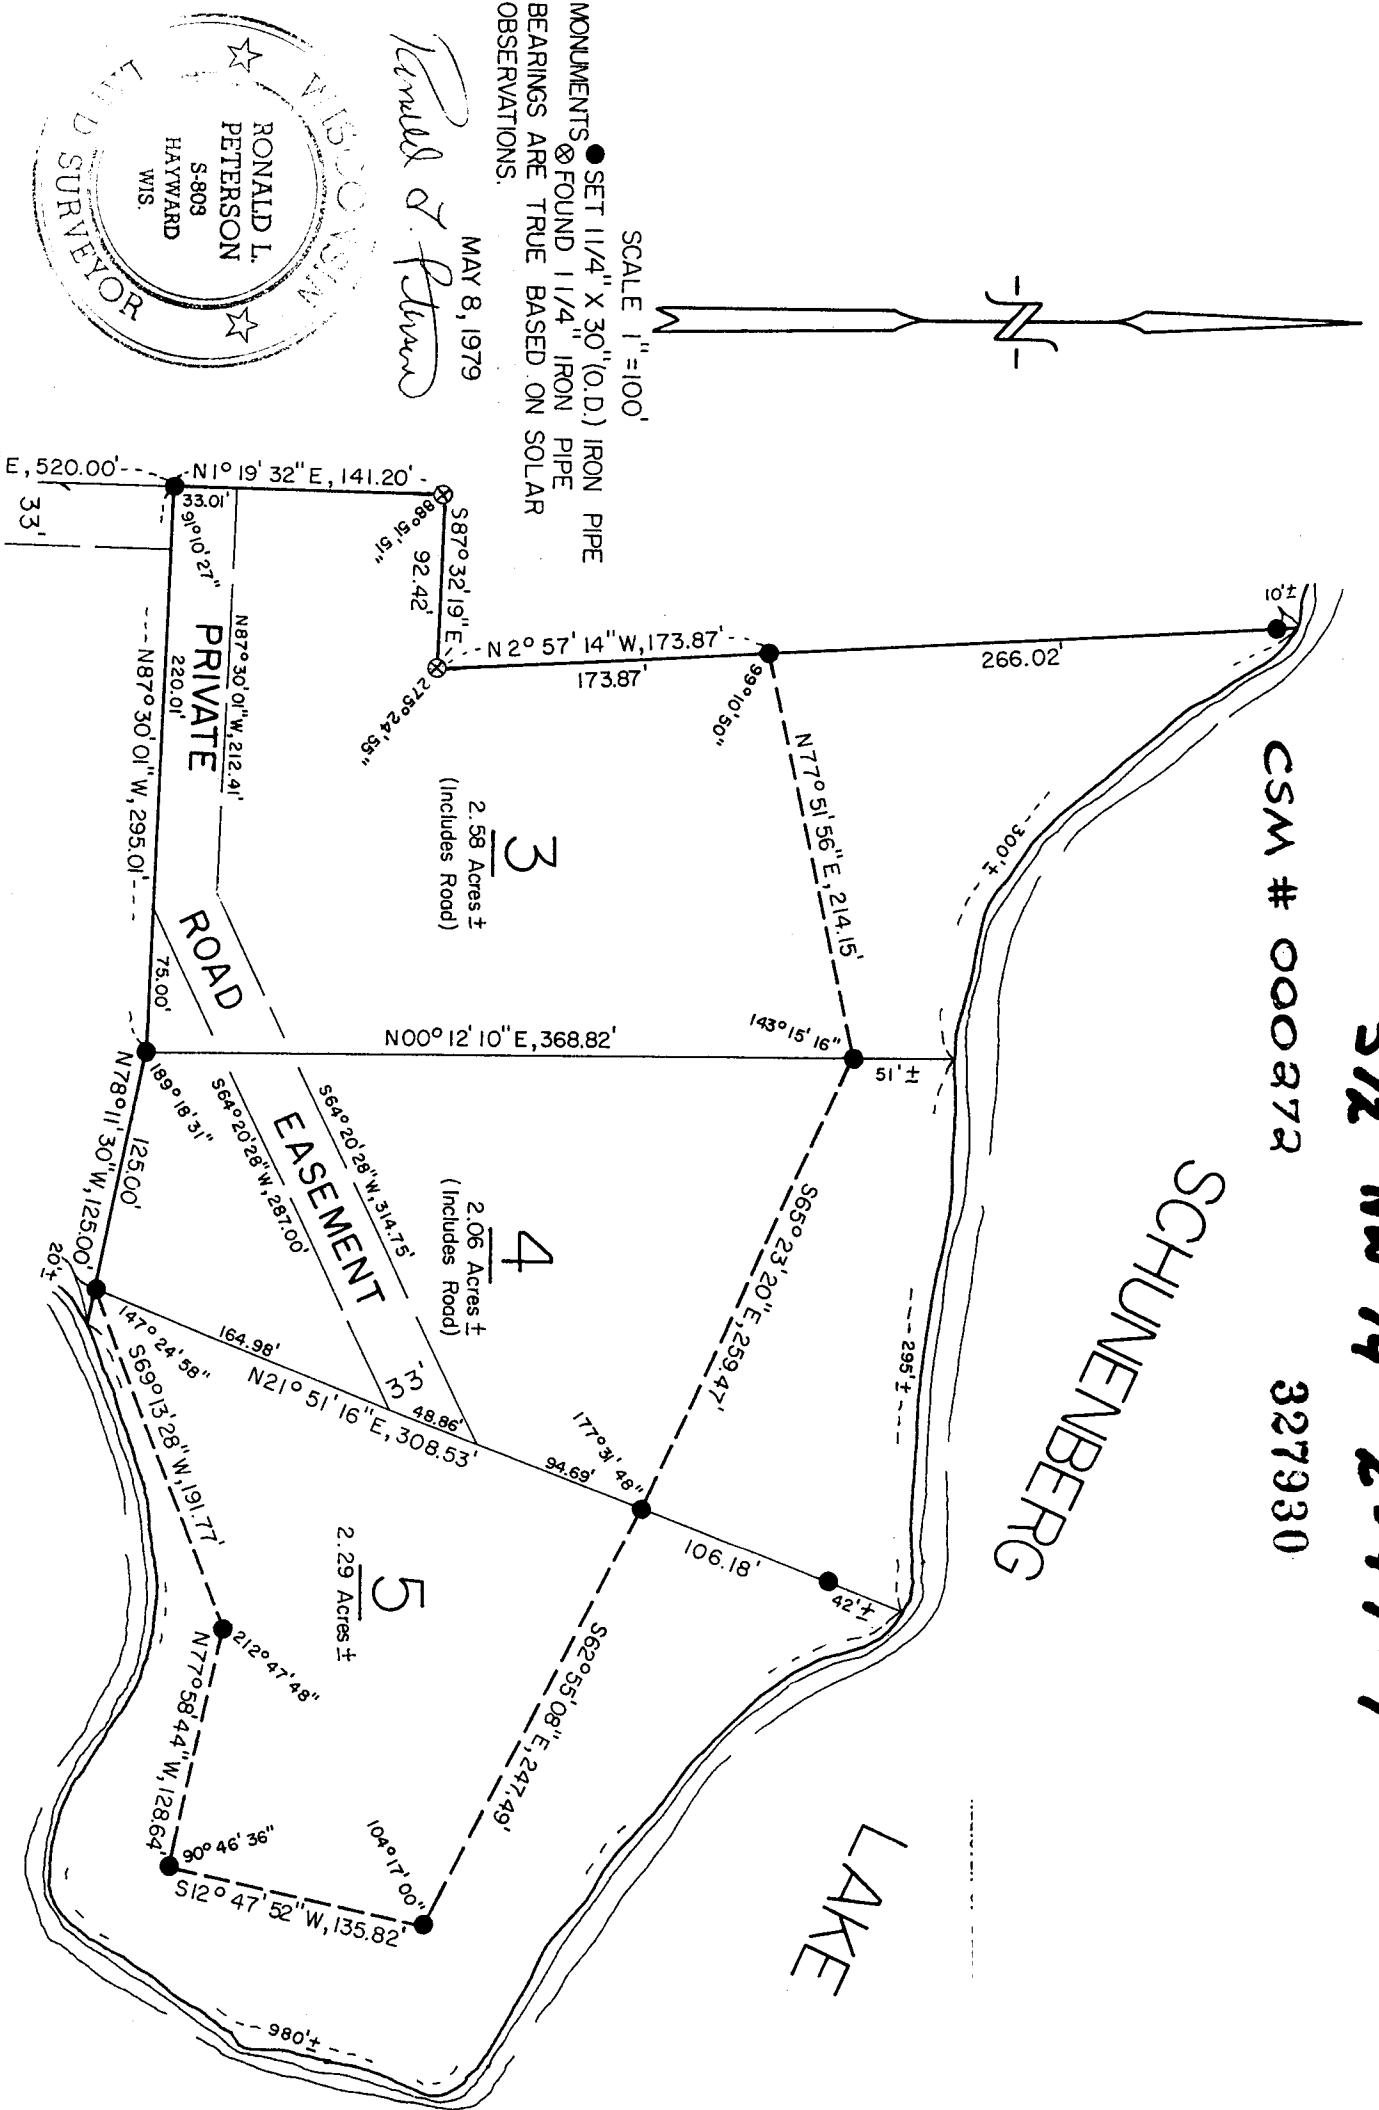 CSM # 000272
327930
SCHUNENBERG
LAKE
-N-
SCALE 1"=100'
MONUMENTS ● SET 1 1/4" X 30" (O.D.) IRON PIPE
⊗ FOUND 1 1/4" IRON PIPE
BEARINGS ARE TRUE BASED ON SOLAR
OBSERVATIONS.
MAY 8, 1979
Ronald L. Peterson
WISCONSIN
RONALD L.
PETERSON
S-803
HAYWARD
WIS.
LAND SURVEYOR
E, 520.00'
33'
N1° 19' 32" E, 141.20'
33.01'
91° 10' 27"
88° 51' 51"
S87° 32' 19" E
92.42'
275° 24' 55"
N 2° 57' 14" W, 173.87'
173.87'
266.02'
10'±
99° 10' 50"
N77° 51' 56" E, 214.15'
300'±
3
2.58 Acres ±
(Includes Road)
N87° 30' 01" W, 212.41'
PRIVATE
220.01'
N87° 30' 01" W, 295.01'
ROAD
75.00'
N00° 12' 10" E, 368.82'
143° 15' 16"
51'±
189° 18' 31"
125.00'
N78° 11' 30" W, 125.00'
20'±
S64° 20' 28" W, 314.75'
EASEMENT
S64° 20' 28" W, 287.00'
4
2.06 Acres ±
(Includes Road)
S65° 23' 20" E, 259.47'
295'±
147° 24' 58"
164.98'
N21° 51' 16" E, 308.53'
33
48.86'
94.69'
177° 31' 48"
106.18'
42'±
S69° 13' 28" W, 191.77'
5
2.29 Acres ±
212° 47' 48"
N77° 58' 44" W, 128.64'
90° 46' 36"
S12° 47' 52" W, 135.82'
104° 17' 00"
S62° 55' 08" E, 247.49'
980'±